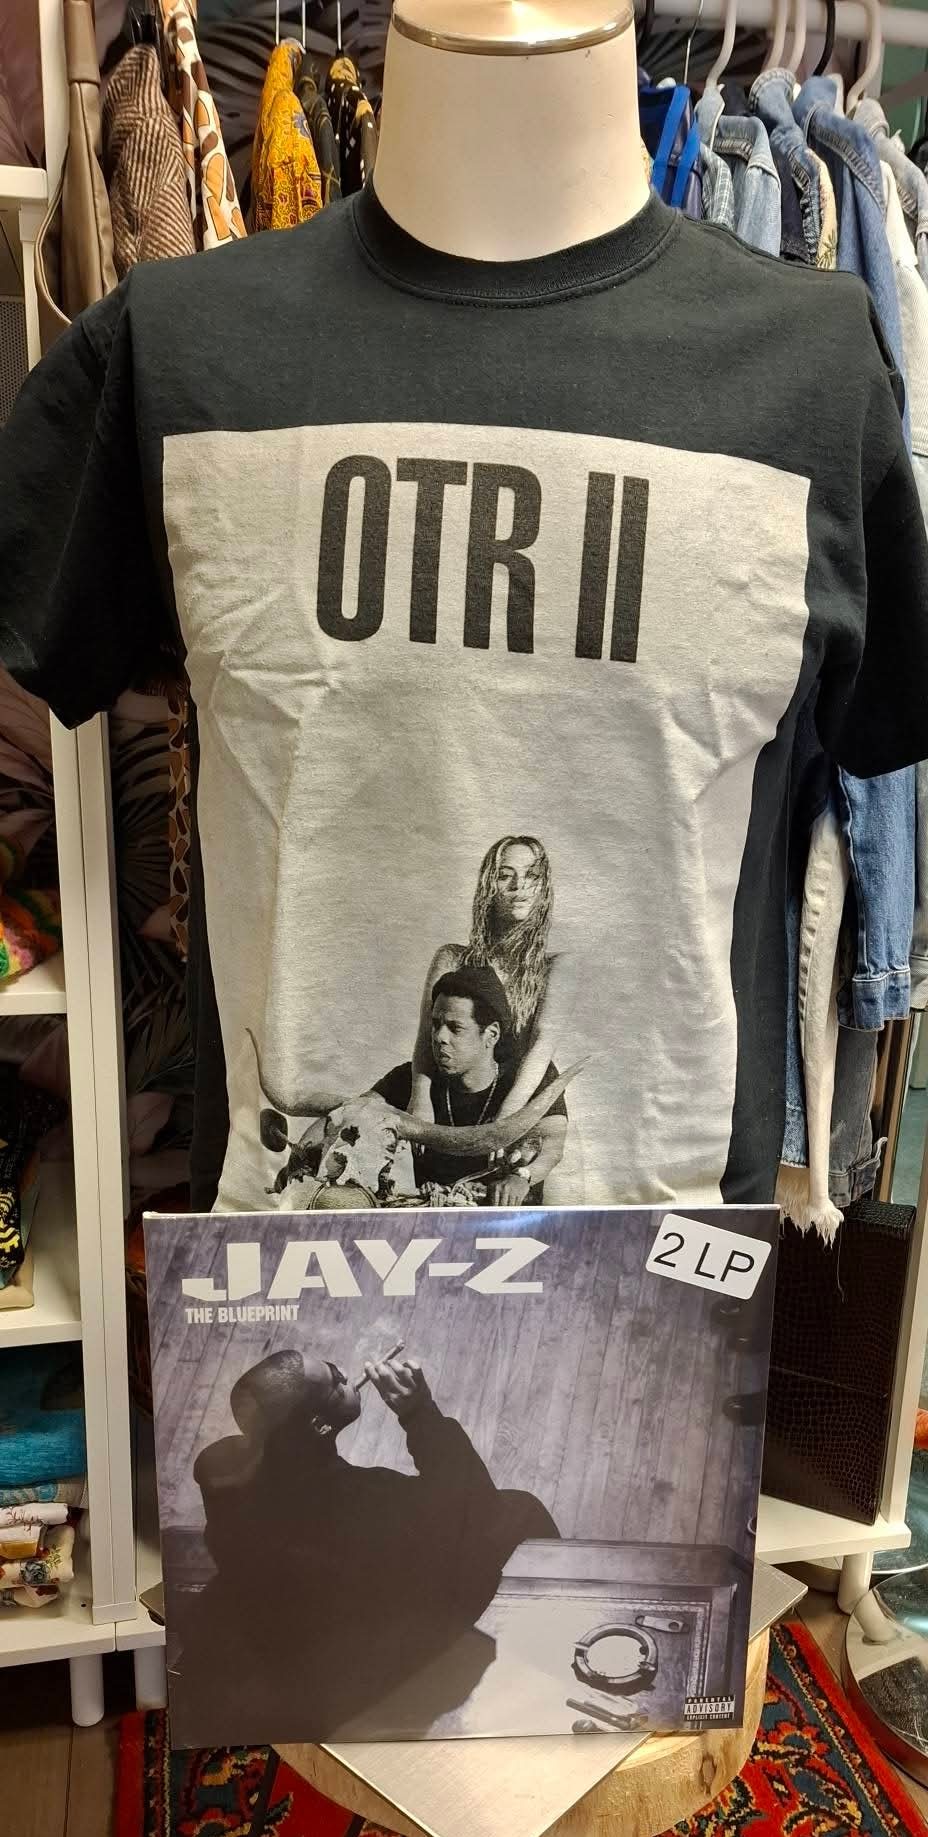 OTR II
JAY-Z
THE BLUEPRINT
2 LP
PARENTAL
ADVISORY
EXPLICIT CONTENT